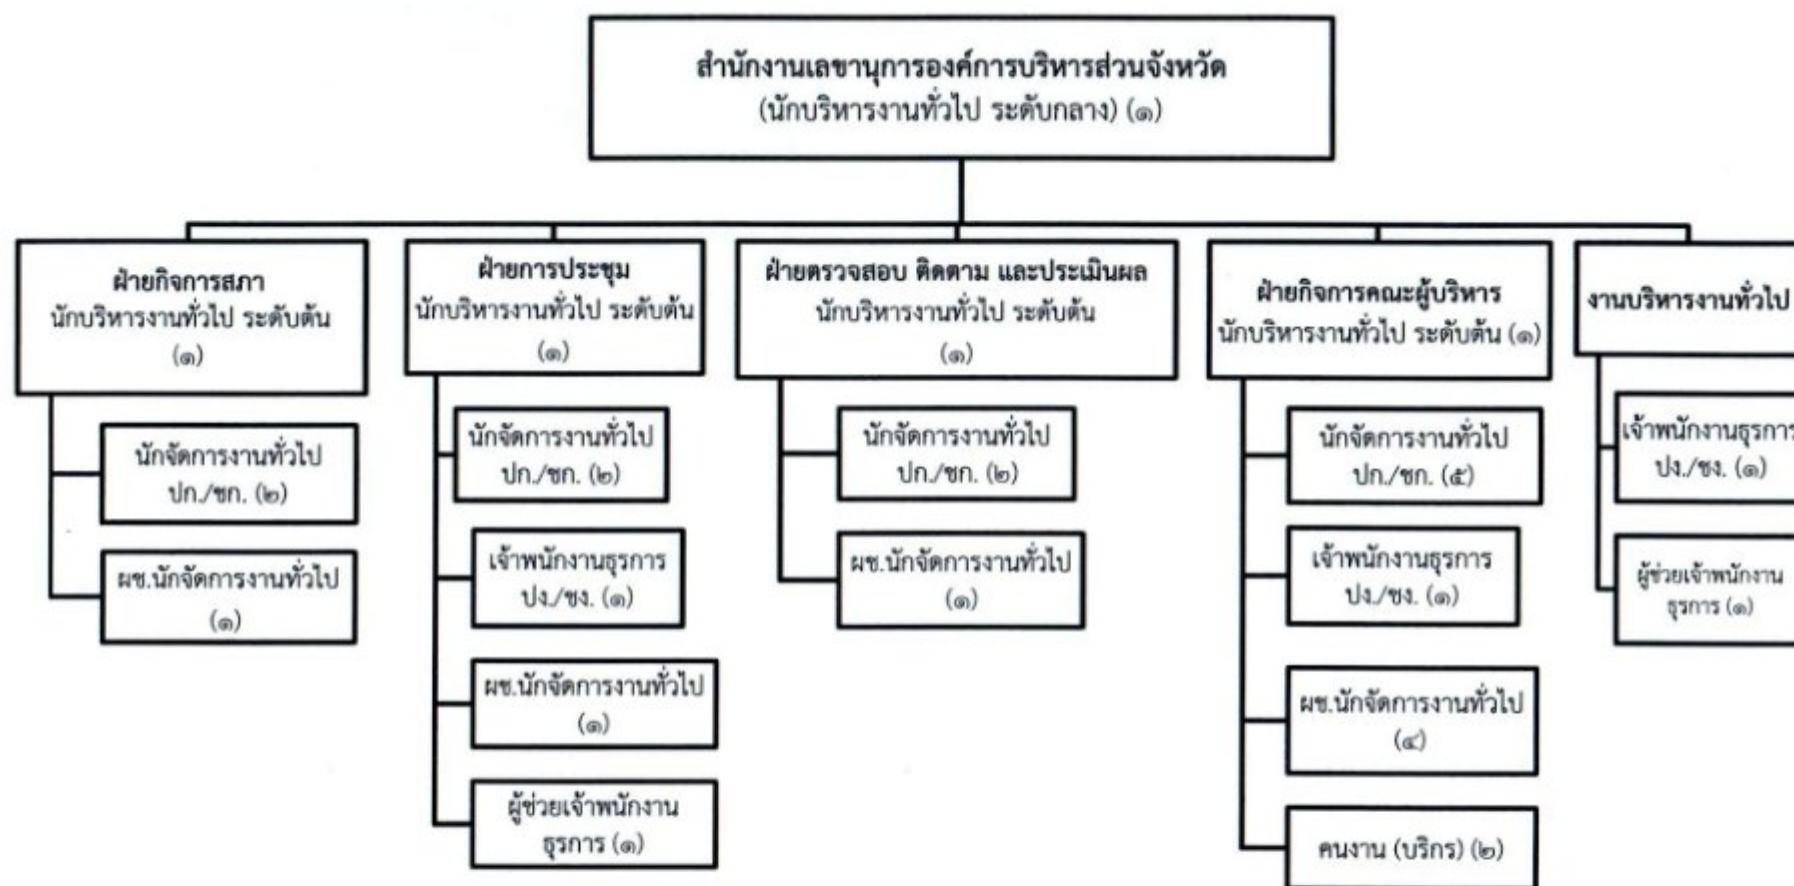 สำนักงานเลขานุการองค์การบริหารส่วนจังหวัด
(นักบริหารงานทั่วไป ระดับกลาง) (๑)
ฝ่ายกิจการสภา
นักบริหารงานทั่วไป ระดับต้น
(๑)
นักจัดการงานทั่วไป
ปก./ชก. (๒)
ผช.นักจัดการงานทั่วไป
(๑)
ฝ่ายการประชุม
นักบริหารงานทั่วไป ระดับต้น
(๑)
นักจัดการงานทั่วไป
ปก./ชก. (๒)
เจ้าพนักงานธุรการ
ปง./ชง. (๑)
ผช.นักจัดการงานทั่วไป
(๑)
ผู้ช่วยเจ้าพนักงาน
ธุรการ (๑)
ฝ่ายตรวจสอบ ติดตาม และประเมินผล
นักบริหารงานทั่วไป ระดับต้น
(๑)
นักจัดการงานทั่วไป
ปก./ชก. (๒)
ผช.นักจัดการงานทั่วไป
(๑)
ฝ่ายกิจการคณะผู้บริหาร
นักบริหารงานทั่วไป ระดับต้น (๑)
นักจัดการงานทั่วไป
ปก./ชก. (๕)
เจ้าพนักงานธุรการ
ปง./ชง. (๑)
ผช.นักจัดการงานทั่วไป
(๔)
คนงาน (บริกร) (๒)
งานบริหารงานทั่วไป
เจ้าพนักงานธุรการ
ปง./ชง. (๑)
ผู้ช่วยเจ้าพนักงาน
ธุรการ (๑)